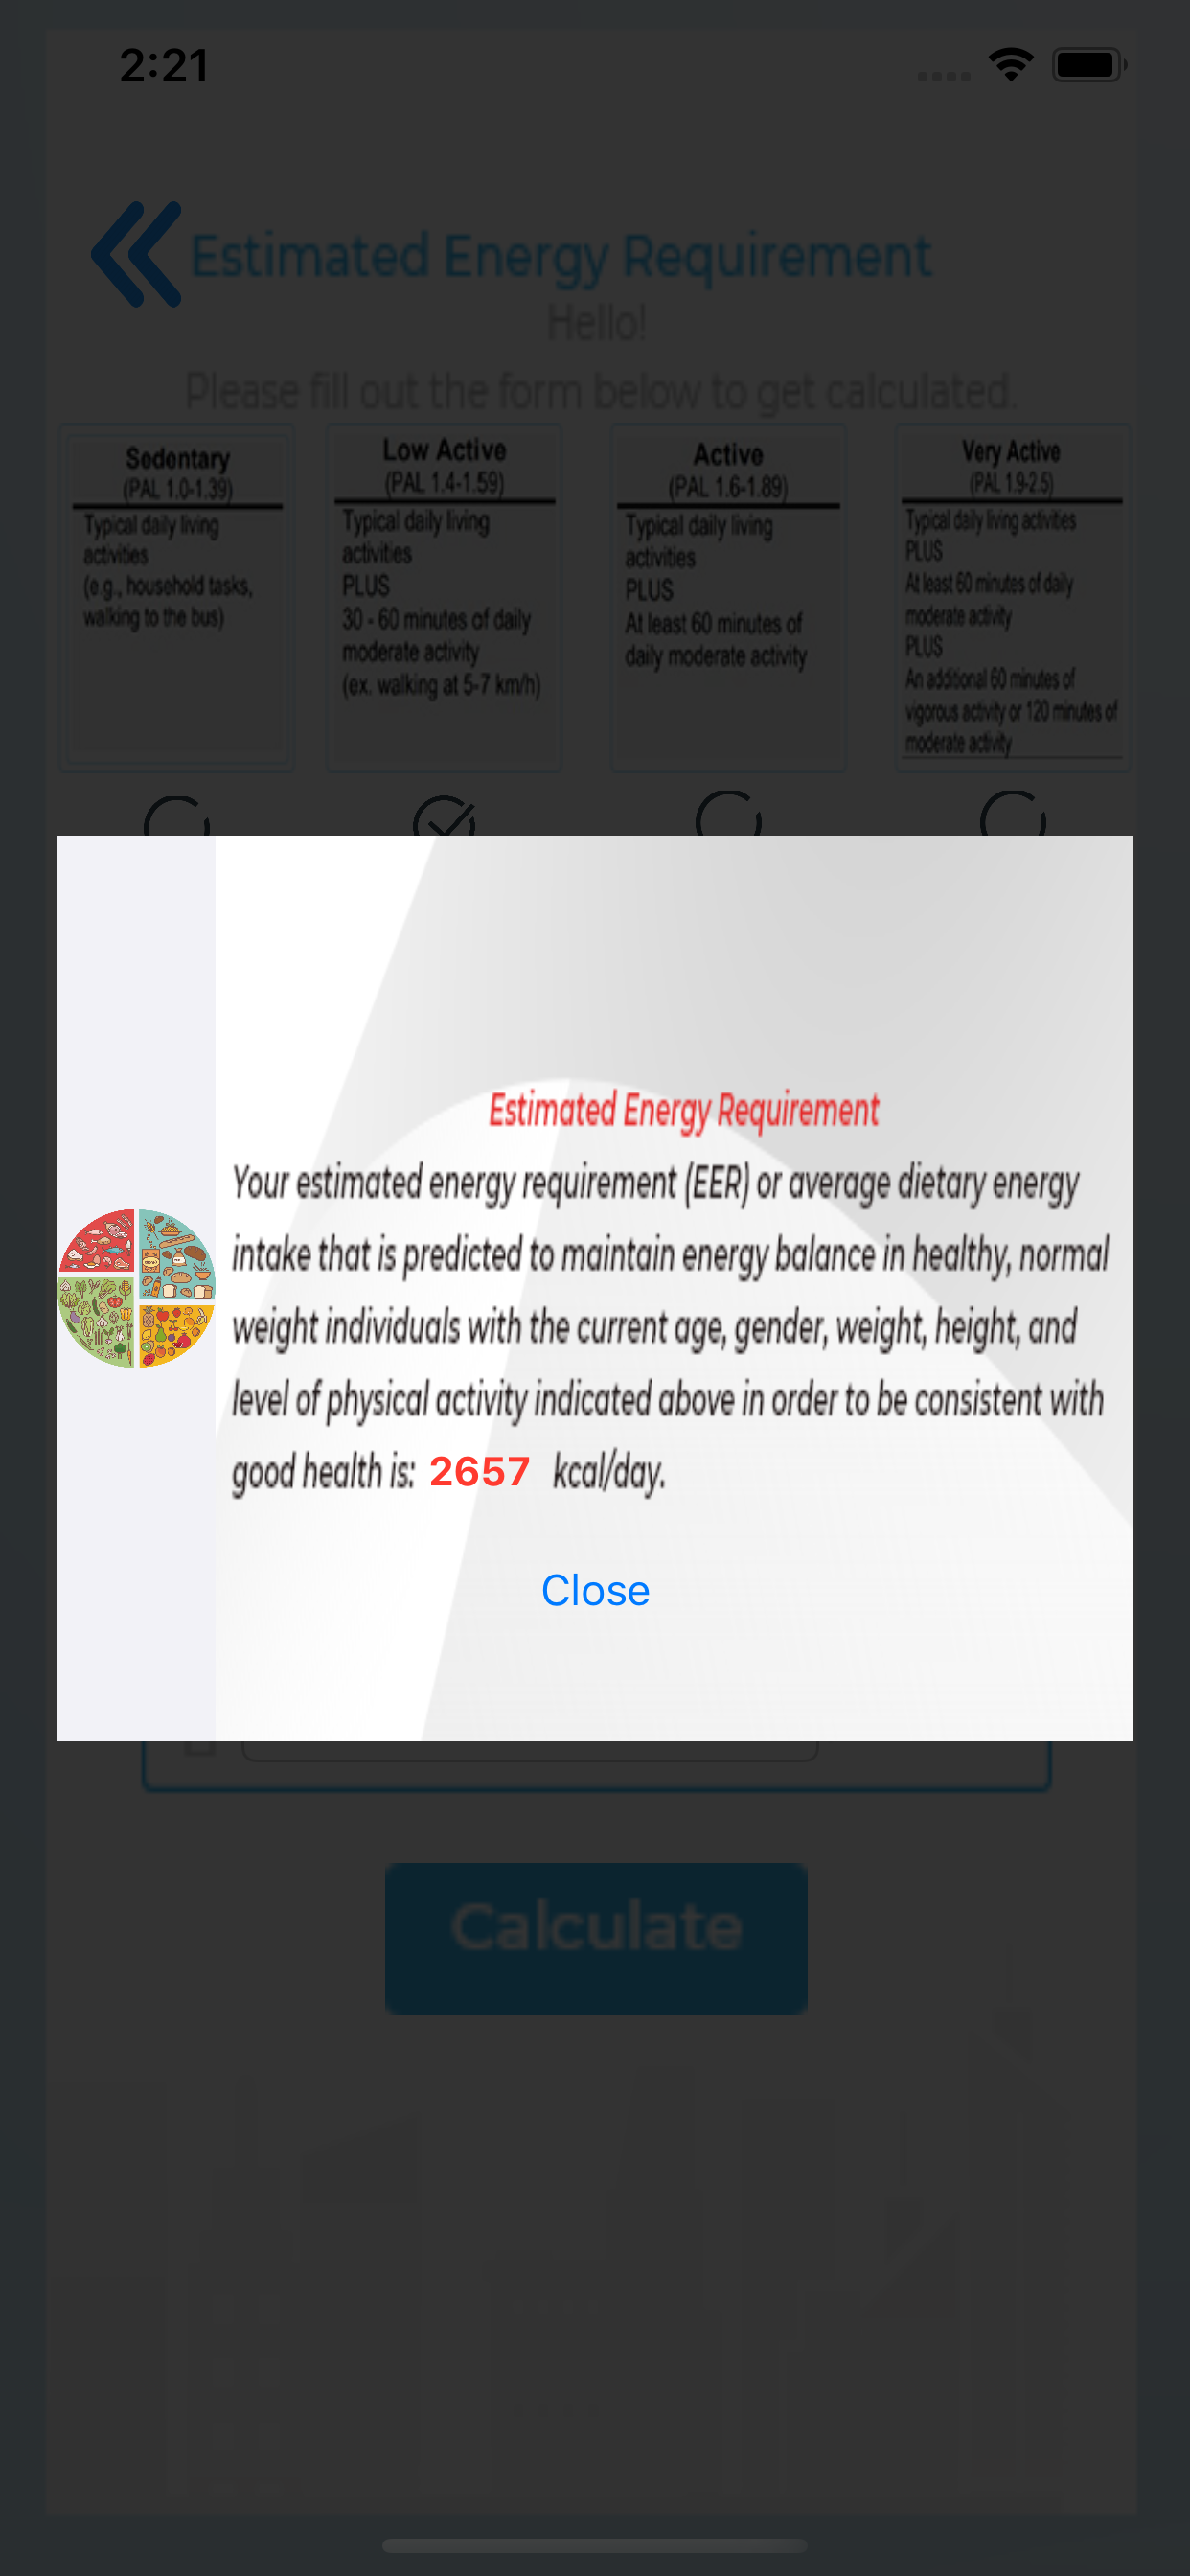 2:21
Estimated Energy Requirement
Hello!
Please fill out the form below to get calculated.
Sedentary
(PAL 1.0-1.39)
Typical daily living
activities
(e.g., household tasks,
walking to the bus)
Low Active
(PAL 1.4-1.59)
Typical daily living
activities
PLUS
30 - 60 minutes of daily
moderate activity
(ex. walking at 5-7 km/h)
Active
(PAL 1.6-1.89)
Typical daily living
activities
PLUS
At least 60 minutes of
daily moderate activity
Very Active
(PAL 1.9-2.5)
Typical daily living activities
PLUS
At least 60 minutes of daily
moderate activity
PLUS
An additional 60 minutes of
vigorous activity or 120 minutes of
moderate activity
Estimated Energy Requirement
Your estimated energy requirement (EER) or average dietary energy
intake that is predicted to maintain energy balance in healthy, normal
weight individuals with the current age, gender, weight, height, and
level of physical activity indicated above in order to be consistent with
good health is: 2657 kcal/day.
Close
Calculate